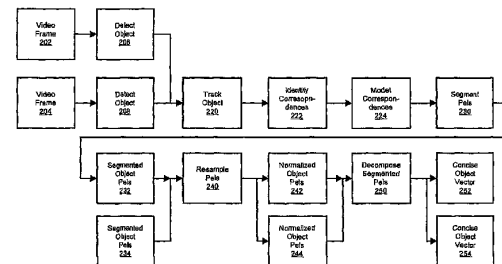 Video
Frame
202
Detect
Object
206
Video
Frame
204
Detect
Object
208
Track
Object
220
Identify
Correspon-
dences
222
Model
Correspon-
dences
224
Segment
Pels
230
Segmented
Object
Pels
232
Resample
Pels
240
Normalized
Object
Pels
242
Decompose
Segmented
Pels
250
Concise
Object
Vector
252
Segmented
Object
Pels
234
Normalized
Object
Pels
244
Concise
Object
Vector
254